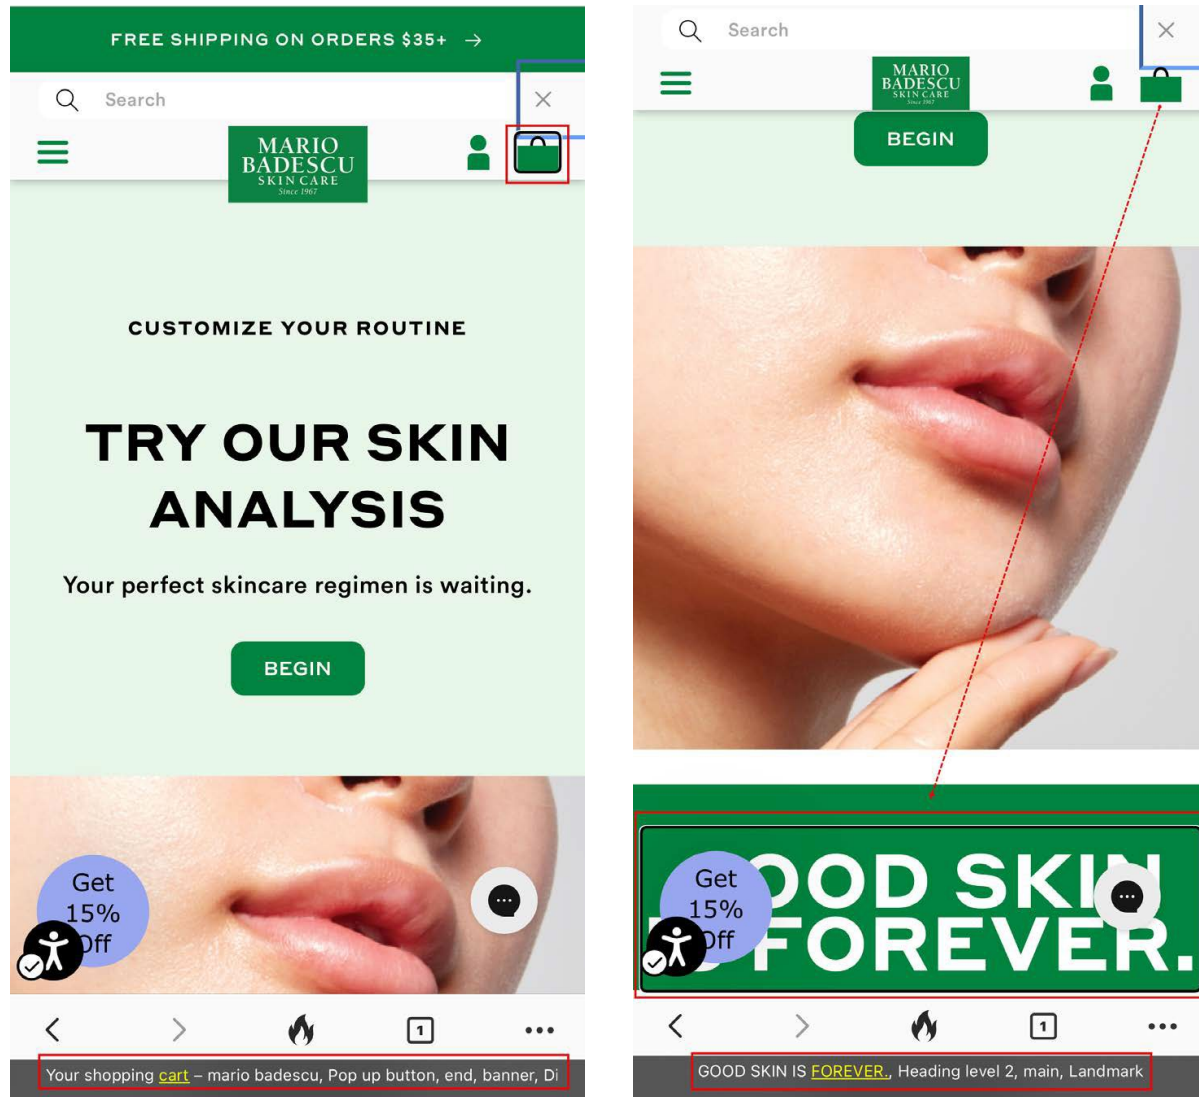 FREE SHIPPING ON ORDERS $35+ →
Search
MARIO
BADESCU
SKIN CARE
Since 1967
CUSTOMIZE YOUR ROUTINE
TRY OUR SKIN
ANALYSIS
Your perfect skincare regimen is waiting.
BEGIN
Get
15%
Off
1
Your shopping cart – mario badescu, Pop up button, end, banner, Di
Search
MARIO
BADESCU
SKIN CARE
Since 1967
BEGIN
OOD SKIN
FOREVER.
Get
15%
Off
1
GOOD SKIN IS FOREVER., Heading level 2, main, Landmark